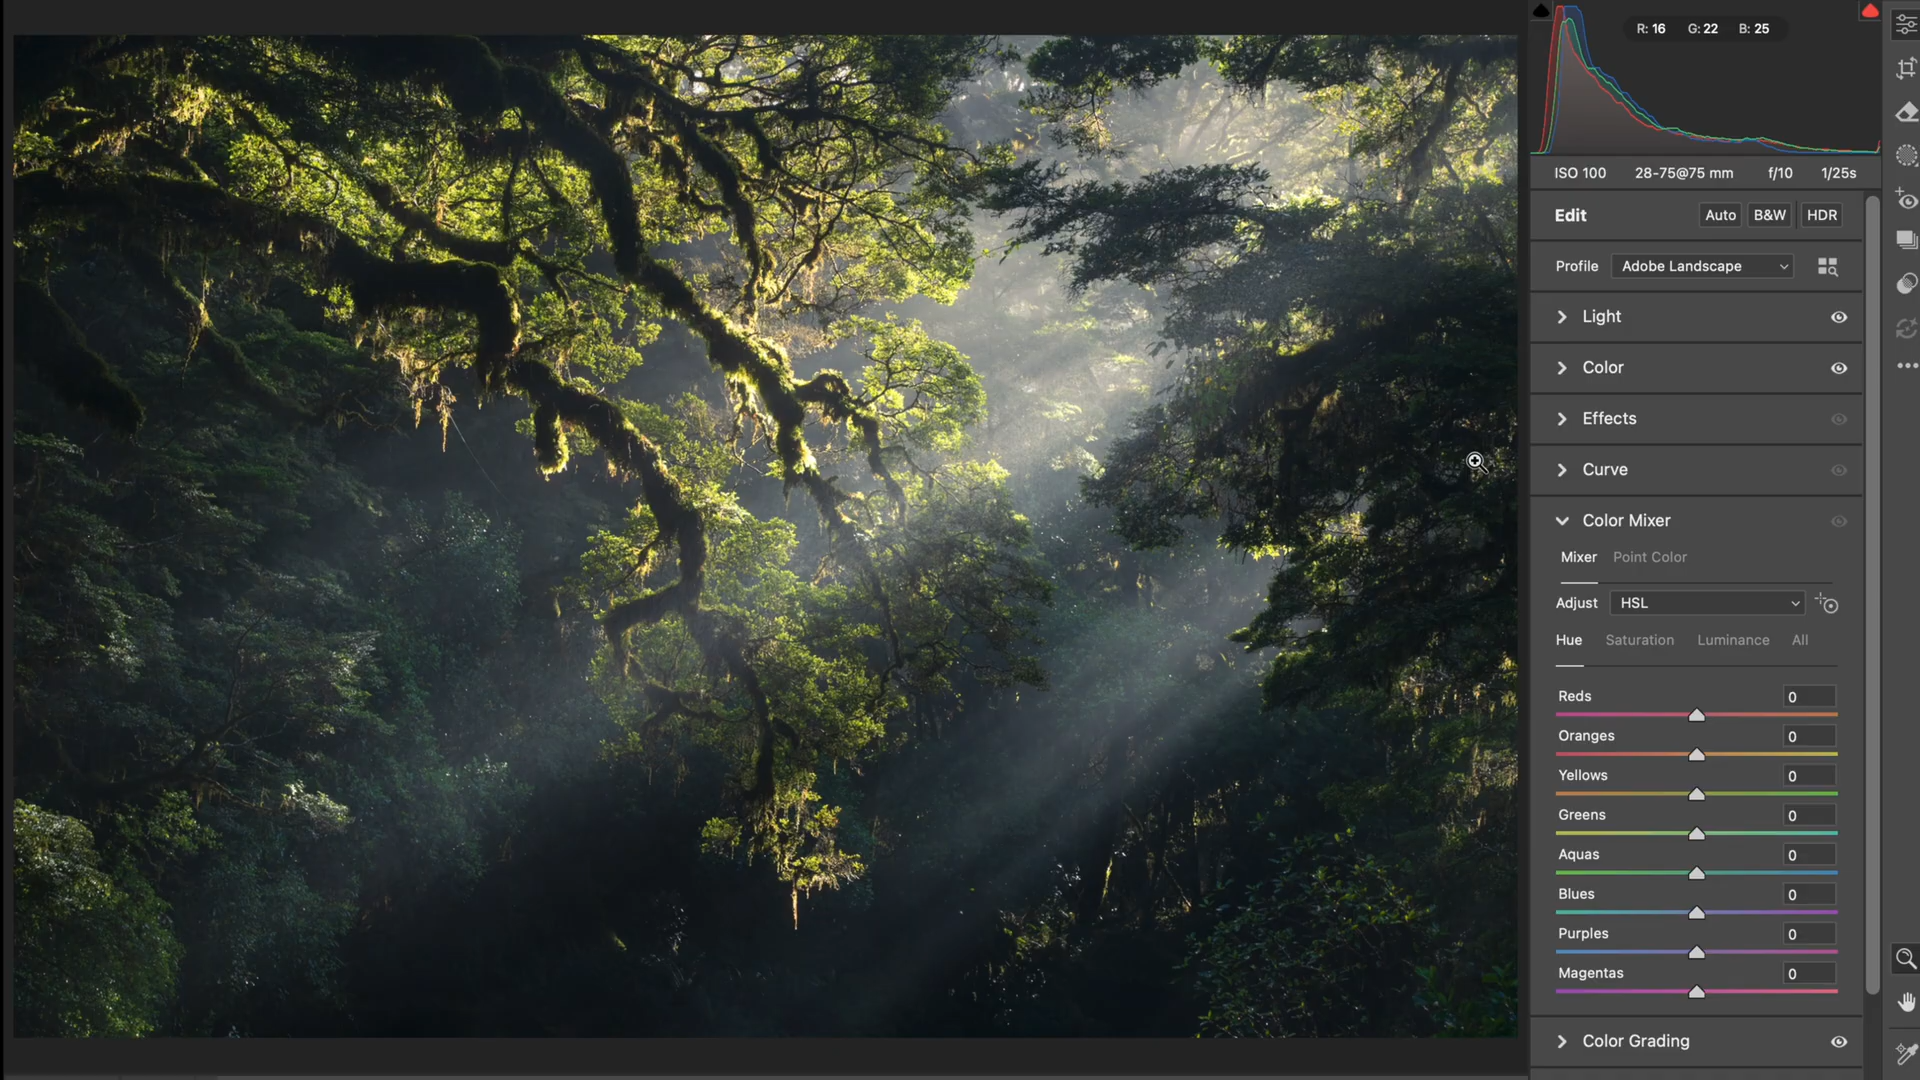 R: 16 G: 22 B: 25
ISO 100 28-75@75 mm f/10 1/25s
Edit Auto B&W HDR
Profile Adobe Landscape
Light
Color
Effects
Curve
Color Mixer
Mixer Point Color
Adjust HSL
Hue Saturation Luminance All
Reds 0
Oranges 0
Yellows 0
Greens 0
Aquas 0
Blues 0
Purples 0
Magentas 0
Color Grading